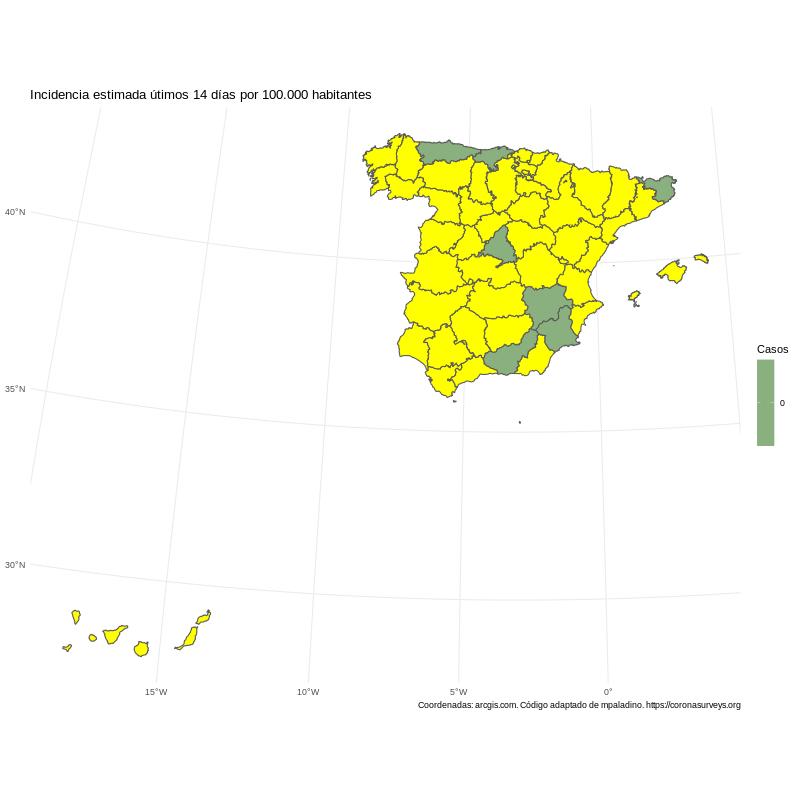 Incidencia estimada útimos 14 días por 100.000 habitantes
40°N
35°N
30°N
15°W
10°W
5°W
0°
Casos
0
Coordenadas: arcgis.com. Código adaptado de mpaladino. https://coronasurveys.org